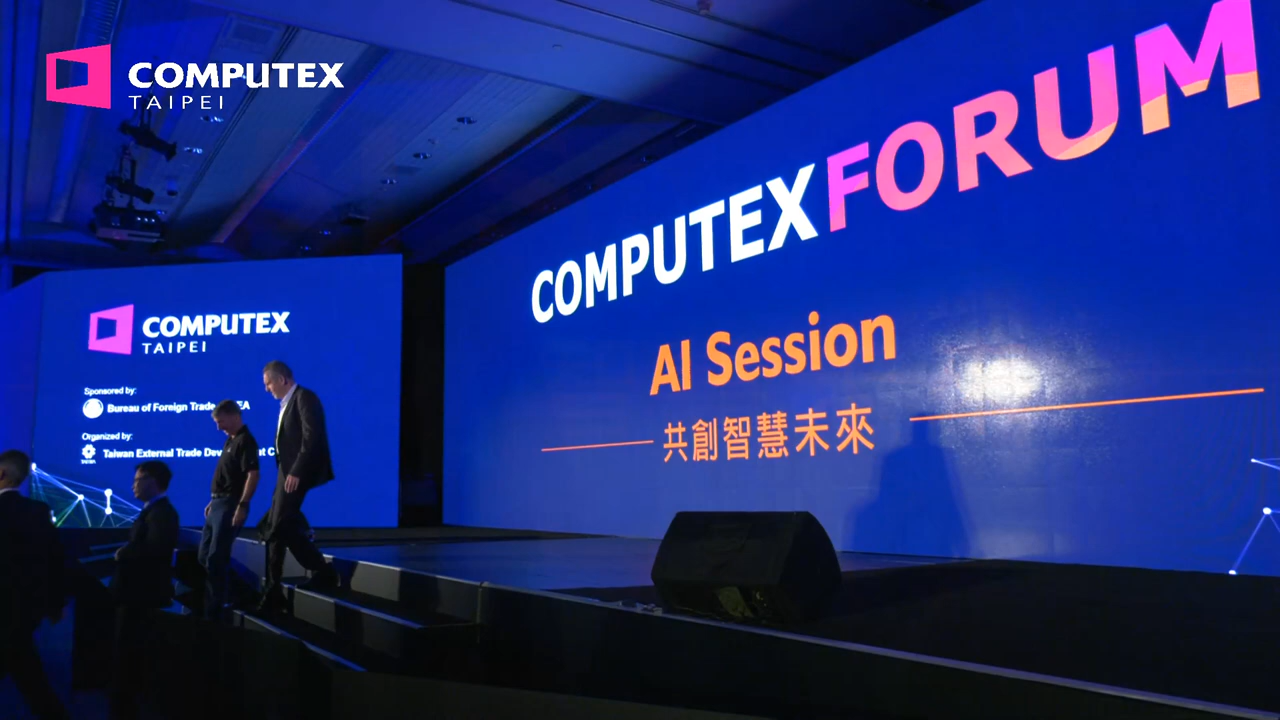 COMPUTEX
TAIPEI
COMPUTEX FORUM
AI Session
共創智慧未來
COMPUTEX
TAIPEI
Sponsored by:
Bureau of Foreign Trade
Organized by:
Taiwan External Trade